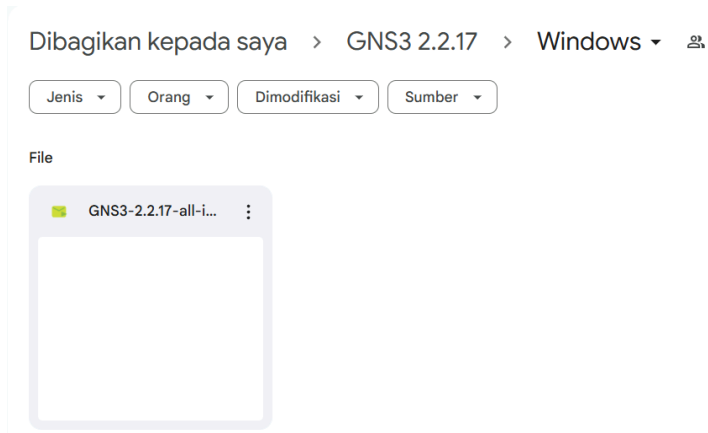 Dibagikan kepada saya > GNS3 2.2.17 > Windows
Jenis Orang Dimodifikasi Sumber
File
GNS3-2.2.17-all-i...